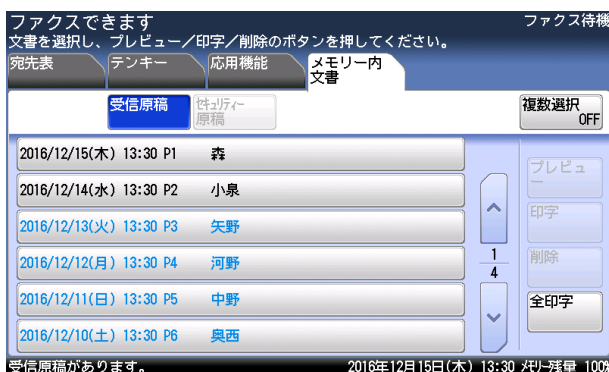 ファクスできます
ファクス待機
文書を選択し、プレビュー／印字／削除のボタンを押してください。
宛先表
テンキー
応用機能
メモリー内
文書
受信原稿
セキュリティー
原稿
複数選択
OFF
2016/12/15(木) 13:30 P1 森
2016/12/14(水) 13:30 P2 小泉
2016/12/13(火) 13:30 P3 矢野
2016/12/12(月) 13:30 P4 河野
2016/12/11(日) 13:30 P5 中野
2016/12/10(土) 13:30 P6 奥西
1
4
プレビュ
ー
印字
削除
全印字
受信原稿があります。
2016年12月15日(木) 13:30 ﾒﾓﾘｰ残量 100%